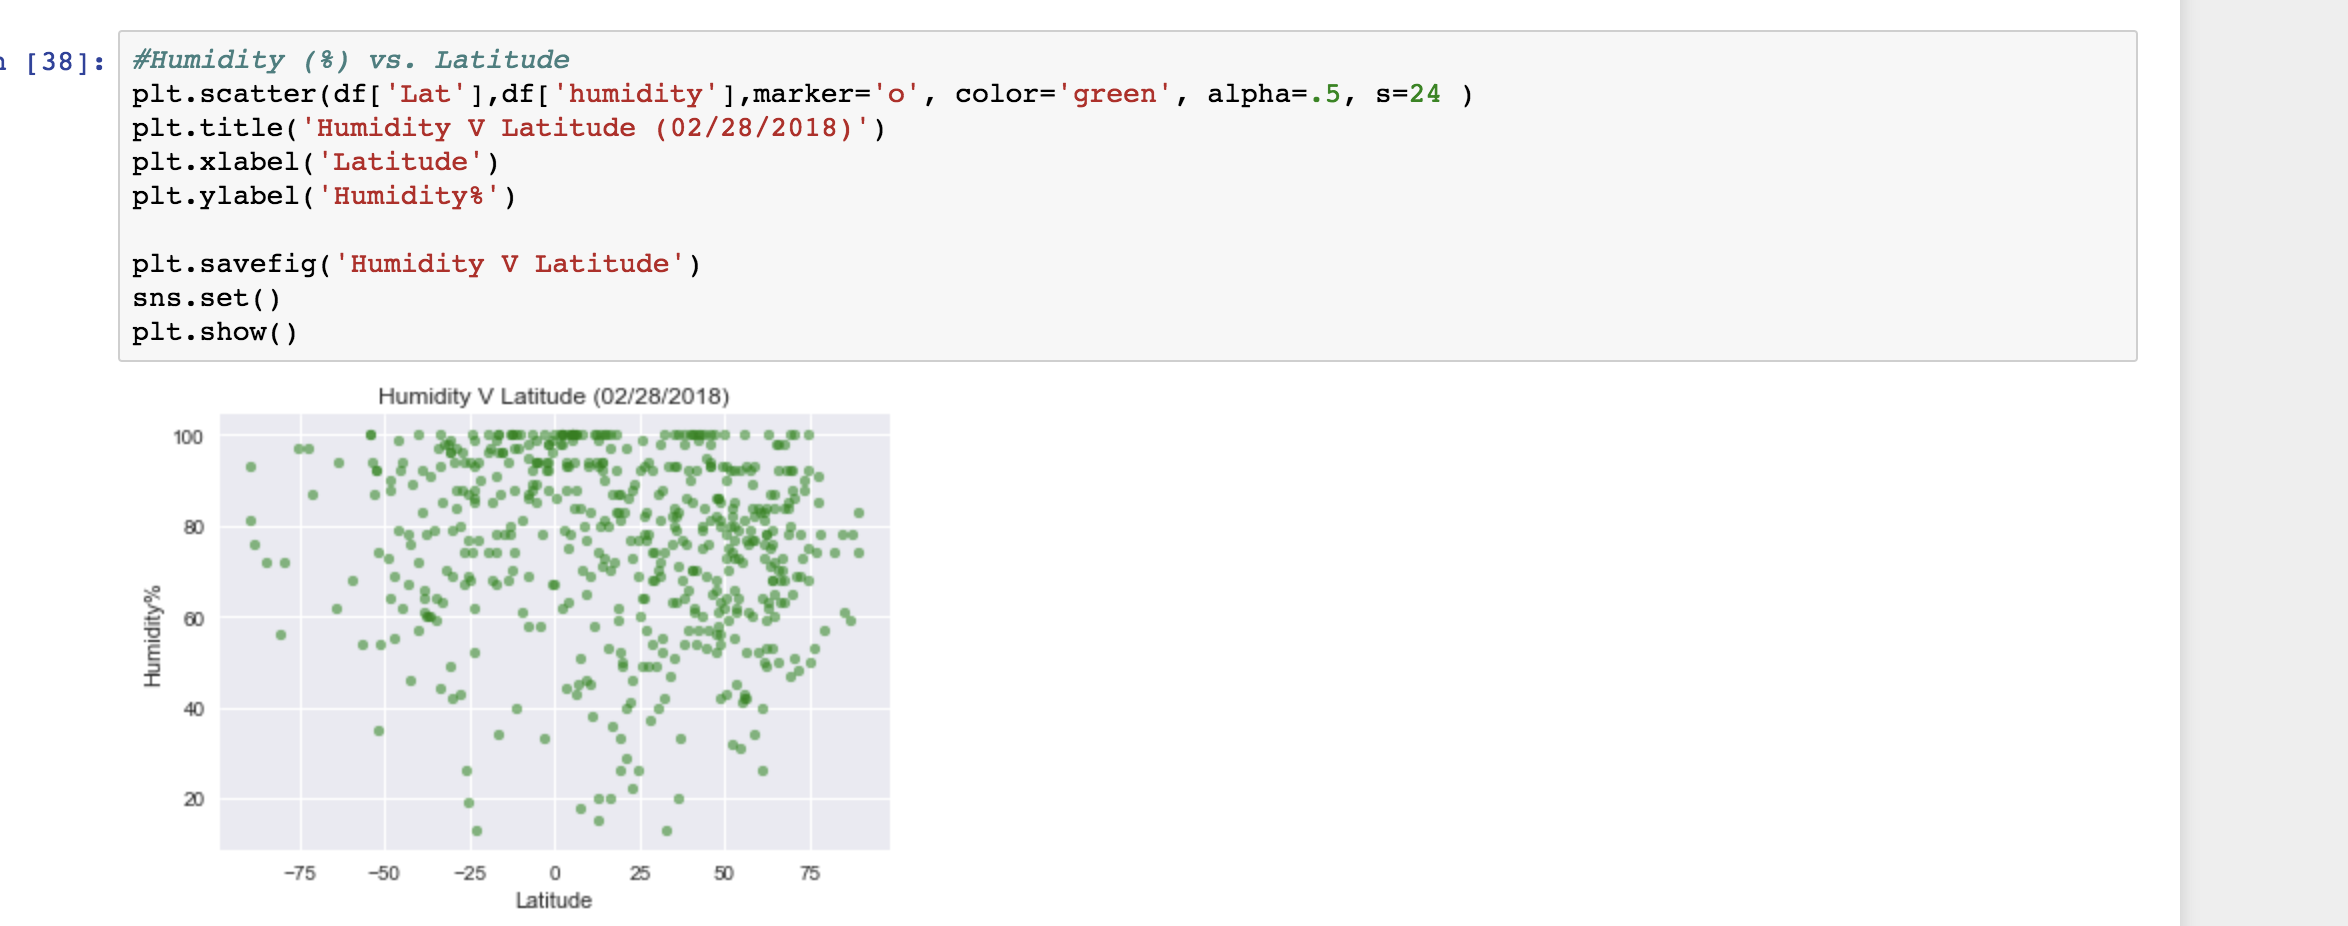 n [38]:
#Humidity (%) vs. Latitude
plt.scatter(df['Lat'],df['humidity'],marker='o', color='green', alpha=.5, s=24 )
plt.title('Humidity V Latitude (02/28/2018)')
plt.xlabel('Latitude')
plt.ylabel('Humidity%')
plt.savefig('Humidity V Latitude')
sns.set()
plt.show()
Humidity V Latitude (02/28/2018)
100
80
60
40
20
Humidity%
−75 −50 −25 0 25 50 75
Latitude